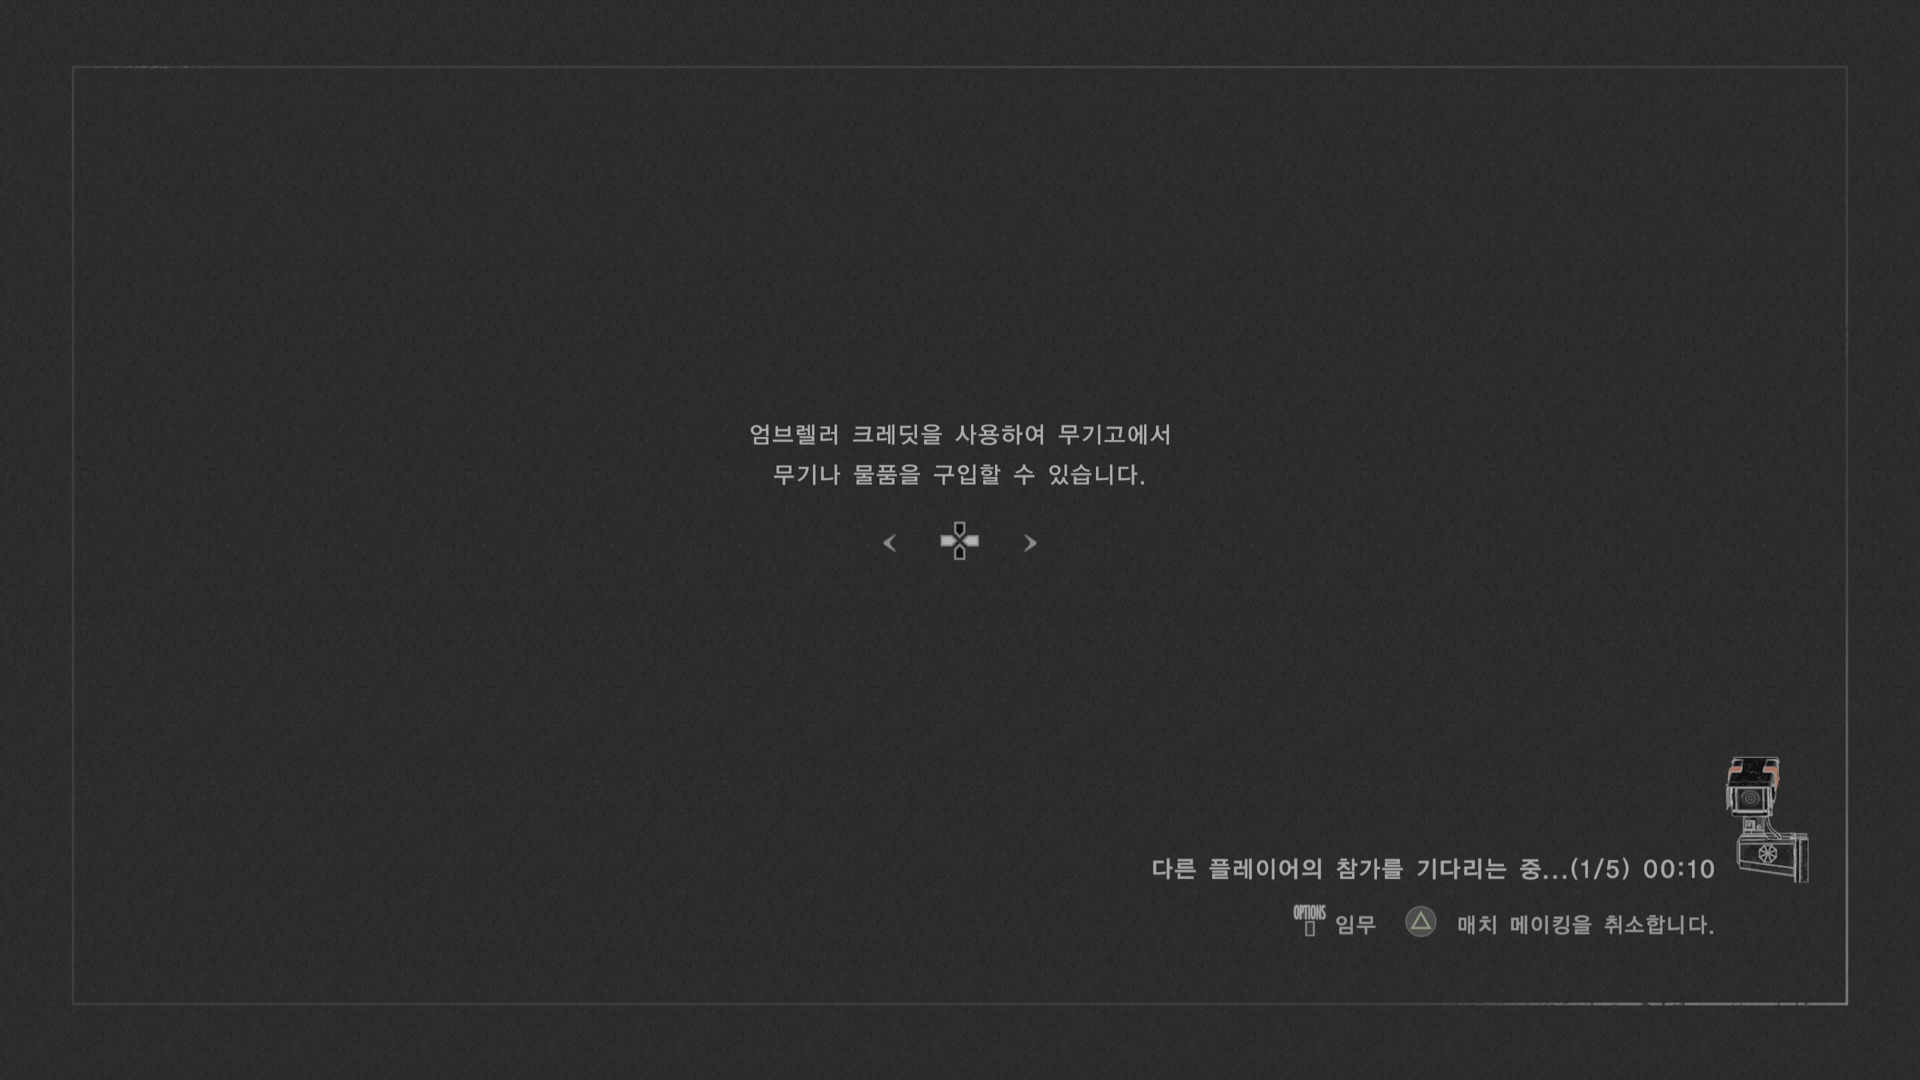 엄브렐러 크레딧을 사용하여 무기고에서
무기나 물품을 구입할 수 있습니다.
다른 플레이어의 참가를 기다리는 중...(1/5) 00:10
OPTIONS 임무 매치 메이킹을 취소합니다.